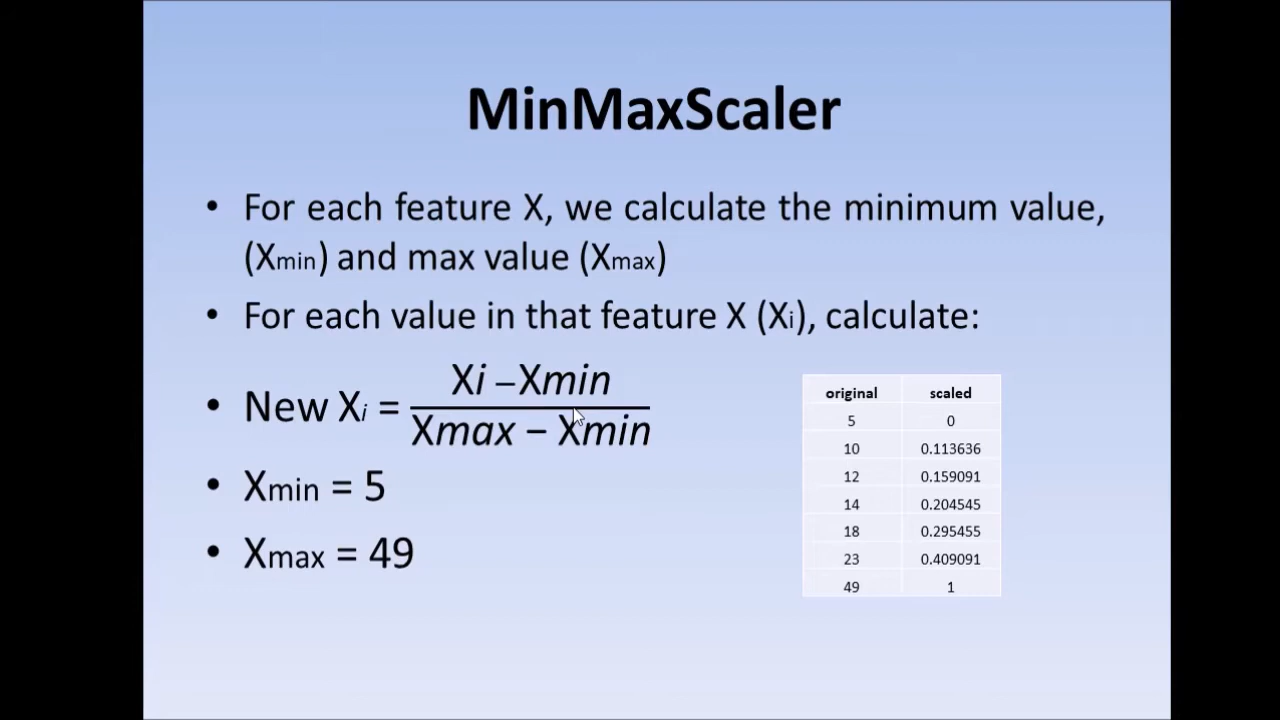 MinMaxScaler
• For each feature X, we calculate the minimum value,
(Xmin) and max value (Xmax)
• For each value in that feature X (Xi), calculate:
• New Xi = Xi –Xmin
Xmax − Xmin
• Xmin = 5
• Xmax = 49
original scaled
5 0
10 0.113636
12 0.159091
14 0.204545
18 0.295455
23 0.409091
49 1